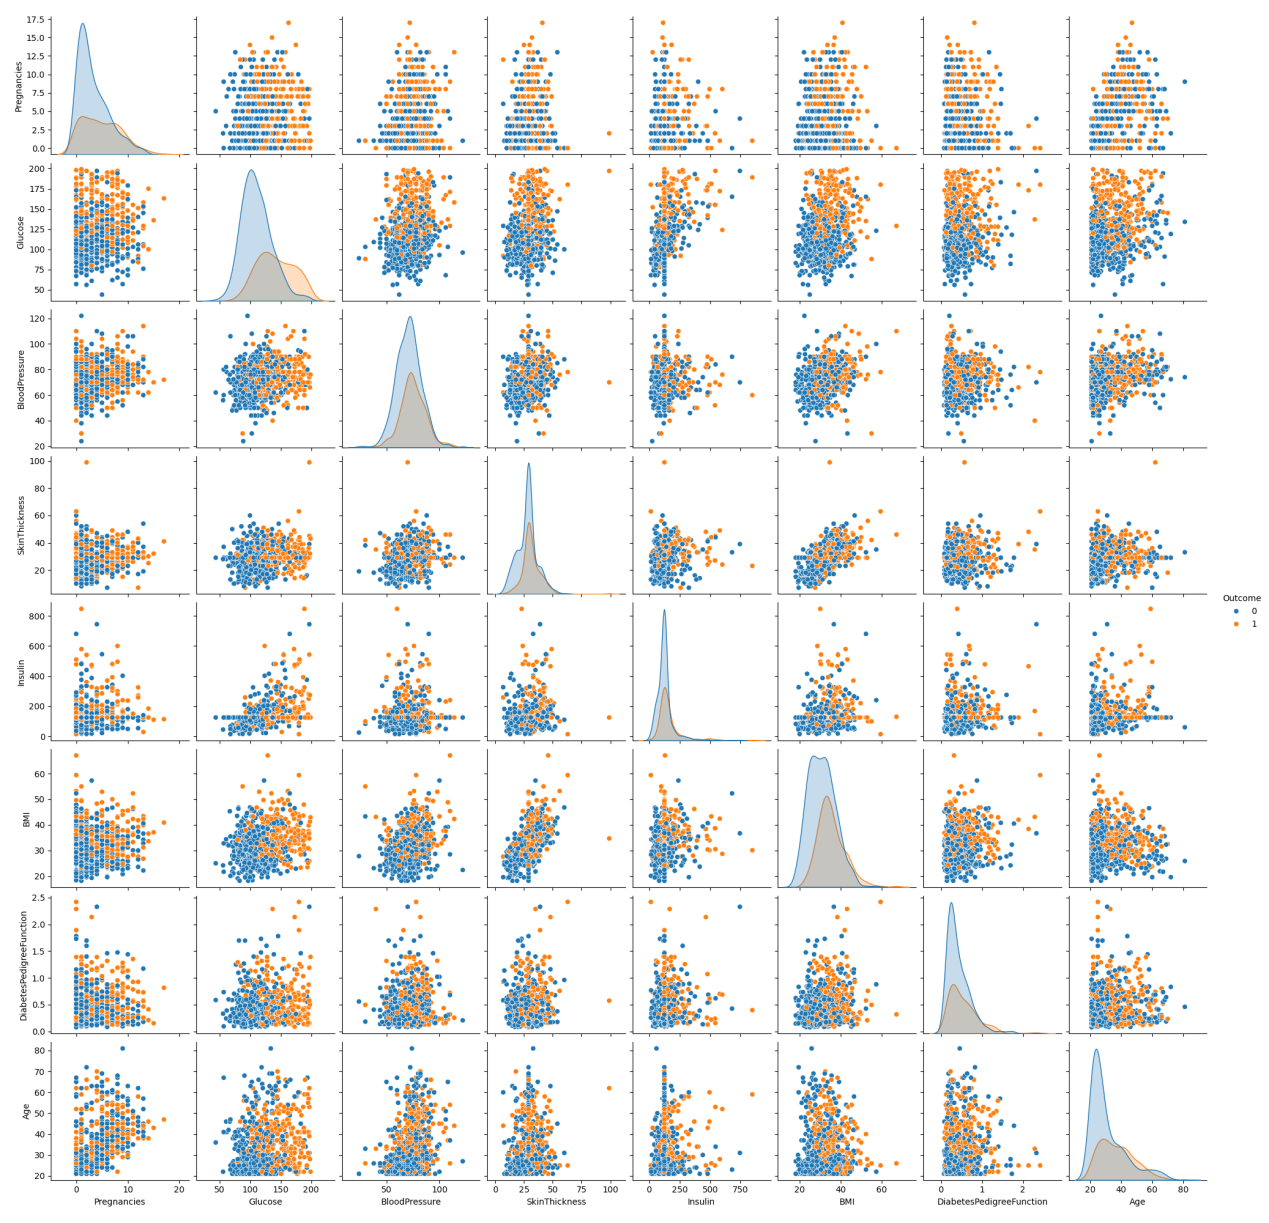 17.5
15.0
12.5
10.0
7.5
5.0
2.5
0.0
Pregnancies
200
175
150
125
100
75
50
Glucose
120
100
80
60
40
20
BloodPressure
100
80
60
40
20
SkinThickness
800
600
400
200
0
Insulin
Outcome
0
1
60
50
40
30
20
BMI
2.5
2.0
1.5
1.0
0.5
0.0
DiabetesPedigreeFunction
80
70
60
50
40
30
20
Age
0 10 20
50 100 150 200
50 100
0 25 50 75 100
0 250 500 750
20 40 60
0 1 2
20 40 60 80
Pregnancies
Glucose
BloodPressure
SkinThickness
Insulin
BMI
DiabetesPedigreeFunction
Age